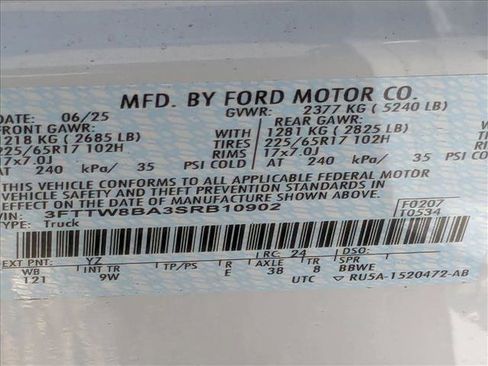 MFD. BY FORD MOTOR CO.
DATE: 06/25 GVWR: 2377 KG ( 5240 LB)
FRONT GAWR: REAR GAWR:
1218 KG ( 2685 LB) WITH 1281 KG ( 2825 LB) WITH
225/65R17 102H TIRES 225/65R17 102H TIRES
17x7.0J RIMS 17x7.0J RIMS
AT 240 kPa/ 35 PSI COLD AT 240 kPa/ 35 PSI COLD
THIS VEHICLE CONFORMS TO ALL APPLICABLE FEDERAL MOTOR
VEHICLE SAFETY AND THEFT PREVENTION STANDARDS IN
EFFECT ON THE DATE OF MANUFACTURE SHOWN ABOVE.
VIN: 3FTTW8BA3SRB10902 F0207
TYPE: Truck T0534
EXT PNT: YZ RC: 24 DSO:
WB INT TR TP/PS R AXLE TR SPR
121 9W E 38 8 BBWE
UTC RU5A-1520472-AB